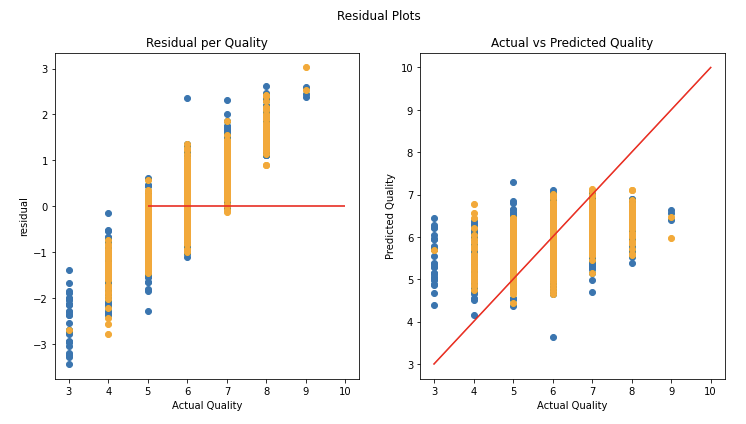 Residual Plots
Residual per Quality
3
2
1
0
−1
−2
−3
residual
3 4 5 6 7 8 9 10
Actual Quality
Actual vs Predicted Quality
10
9
8
7
6
5
4
3
Predicted Quality
3 4 5 6 7 8 9 10
Actual Quality